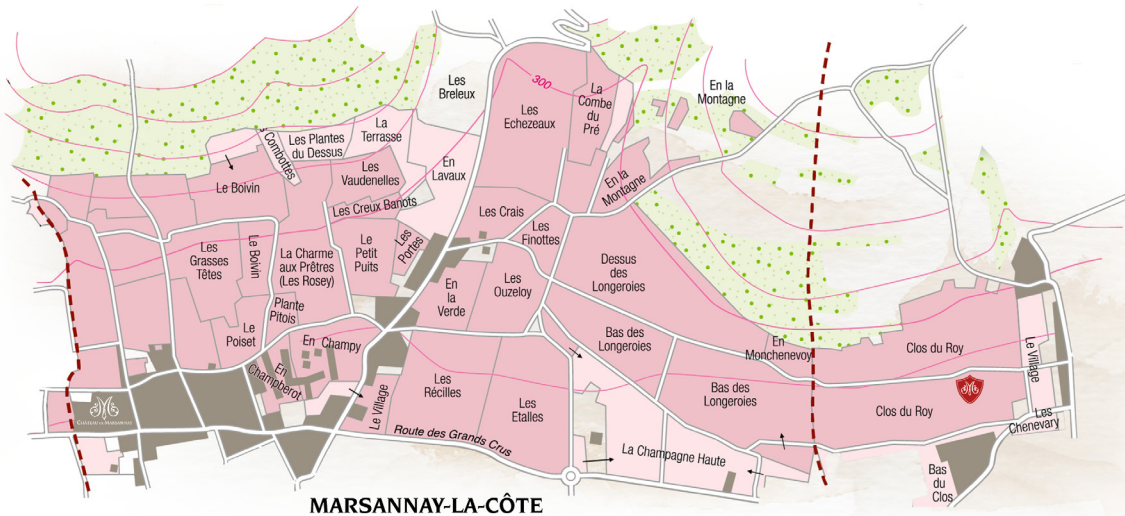 Les
Breleux
300
Les
Echezeaux
La
Combe
du
Pré
En la
Montagne
Combottes
Les Plantes
du Dessus
La
Terrasse
En
Lavaux
Le Boivin
Les
Vaudenelles
En la
Montagne
Les Creux Banots
Les Crais
Les
Finottes
Les
Grasses
Têtes
Le Boivin
La Charme
aux Prêtres
(Les Rosey)
Le
Petit
Puits
Les Portes
Dessus
des
Longeroies
En
la
Verde
Les
Ouzeloy
Plante
Pitois
Le
Poiset
En Champy
Bas des
Longeroies
En
Monchenevoy
Clos du Roy
Le Village
En
Champberot
Le Village
Les
Récilles
Bas des
Longeroies
Clos du Roy
Les
Etalles
Les
Chenevary
CHÂTEAU DE MARSANNAY
Route des Grands Crus
La Champagne Haute
Bas
du
Clos
MARSANNAY-LA-CÔTE